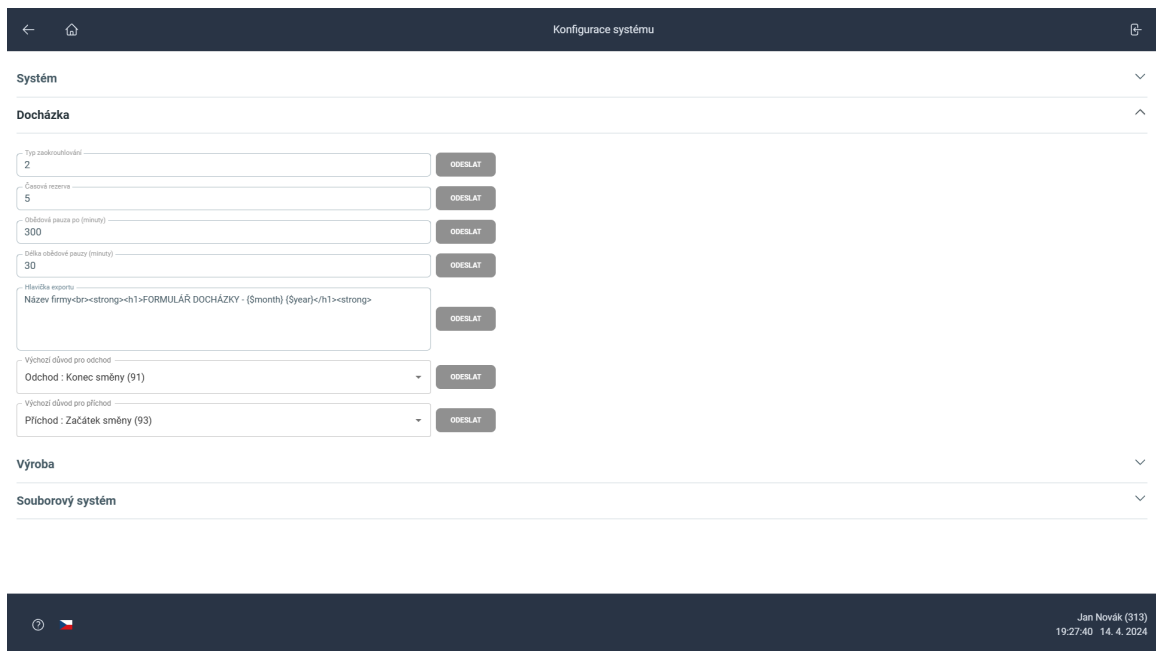 Konfigurace systému
Systém
Docházka
Typ zaokrouhlování
2
ODESLAT
Časová rezerva
5
ODESLAT
Obědová pauza po (minuty)
300
ODESLAT
Délka obědové pauzy (minuty)
30
ODESLAT
Hlavička exportu
Název firmy<br><strong><h1>FORMULÁŘ DOCHÁZKY - {$month} {$year}</h1><strong>
ODESLAT
Výchozí důvod pro odchod
Odchod : Konec směny (91)
ODESLAT
Výchozí důvod pro příchod
Příchod : Začátek směny (93)
ODESLAT
Výroba
Souborový systém
Jan Novák (313)
19:27:40 14. 4. 2024